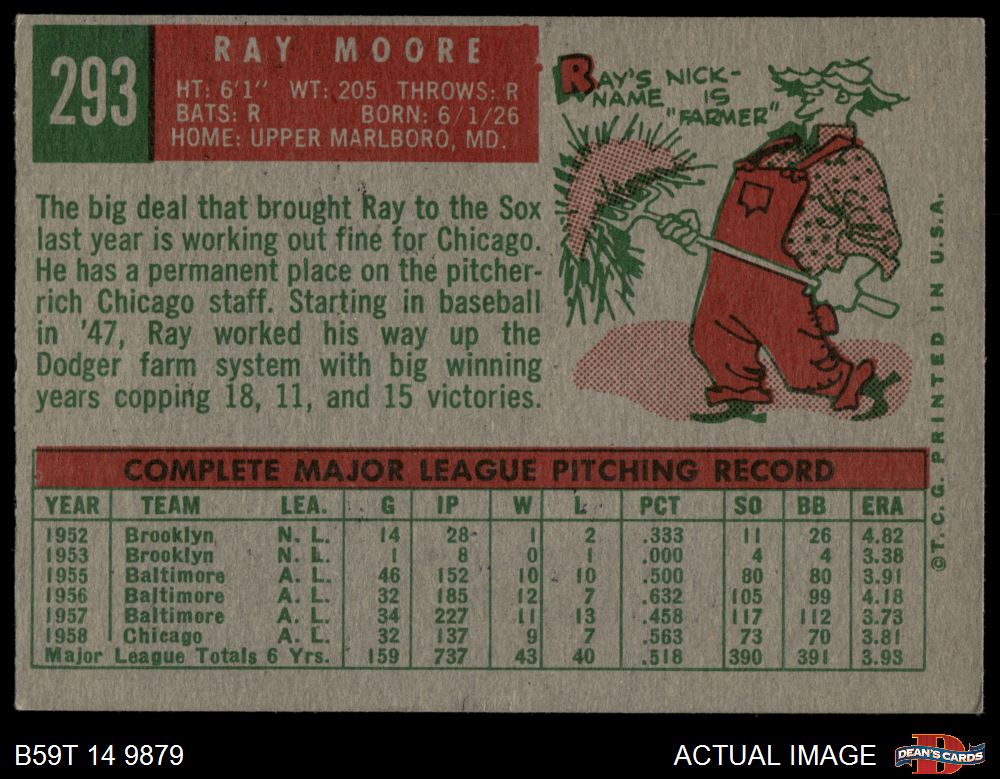 293
RAY MOORE
HT: 6'1" WT: 205 THROWS: R
BATS: R BORN: 6/1/26
HOME: UPPER MARLBORO, MD.
RAY'S NICK-
NAME IS
"FARMER"
The big deal that brought Ray to the Sox
last year is working out fine for Chicago.
He has a permanent place on the pitcher-
rich Chicago staff. Starting in baseball
in '47, Ray worked his way up the
Dodger farm system with big winning
years copping 18, 11, and 15 victories.
COMPLETE MAJOR LEAGUE PITCHING RECORD
YEAR TEAM LEA. G IP W L PCT SO BB ERA
1952 Brooklyn N. L. 14 28 1 2 .333 11 26 4.82
1953 Brooklyn N. L. 1 8 0 1 .000 4 4 3.38
1955 Baltimore A. L. 46 152 10 10 .500 80 80 3.91
1956 Baltimore A. L. 32 185 12 7 .632 105 99 4.18
1957 Baltimore A. L. 34 227 11 13 .458 117 112 3.73
1958 Chicago A. L. 32 137 9 7 .563 73 70 3.81
Major League Totals 6 Yrs. 159 737 43 40 .518 390 391 3.93
©T. C. G. PRINTED IN U.S.A.
B59T 14 9879
ACTUAL IMAGE
DEAN'S CARDS